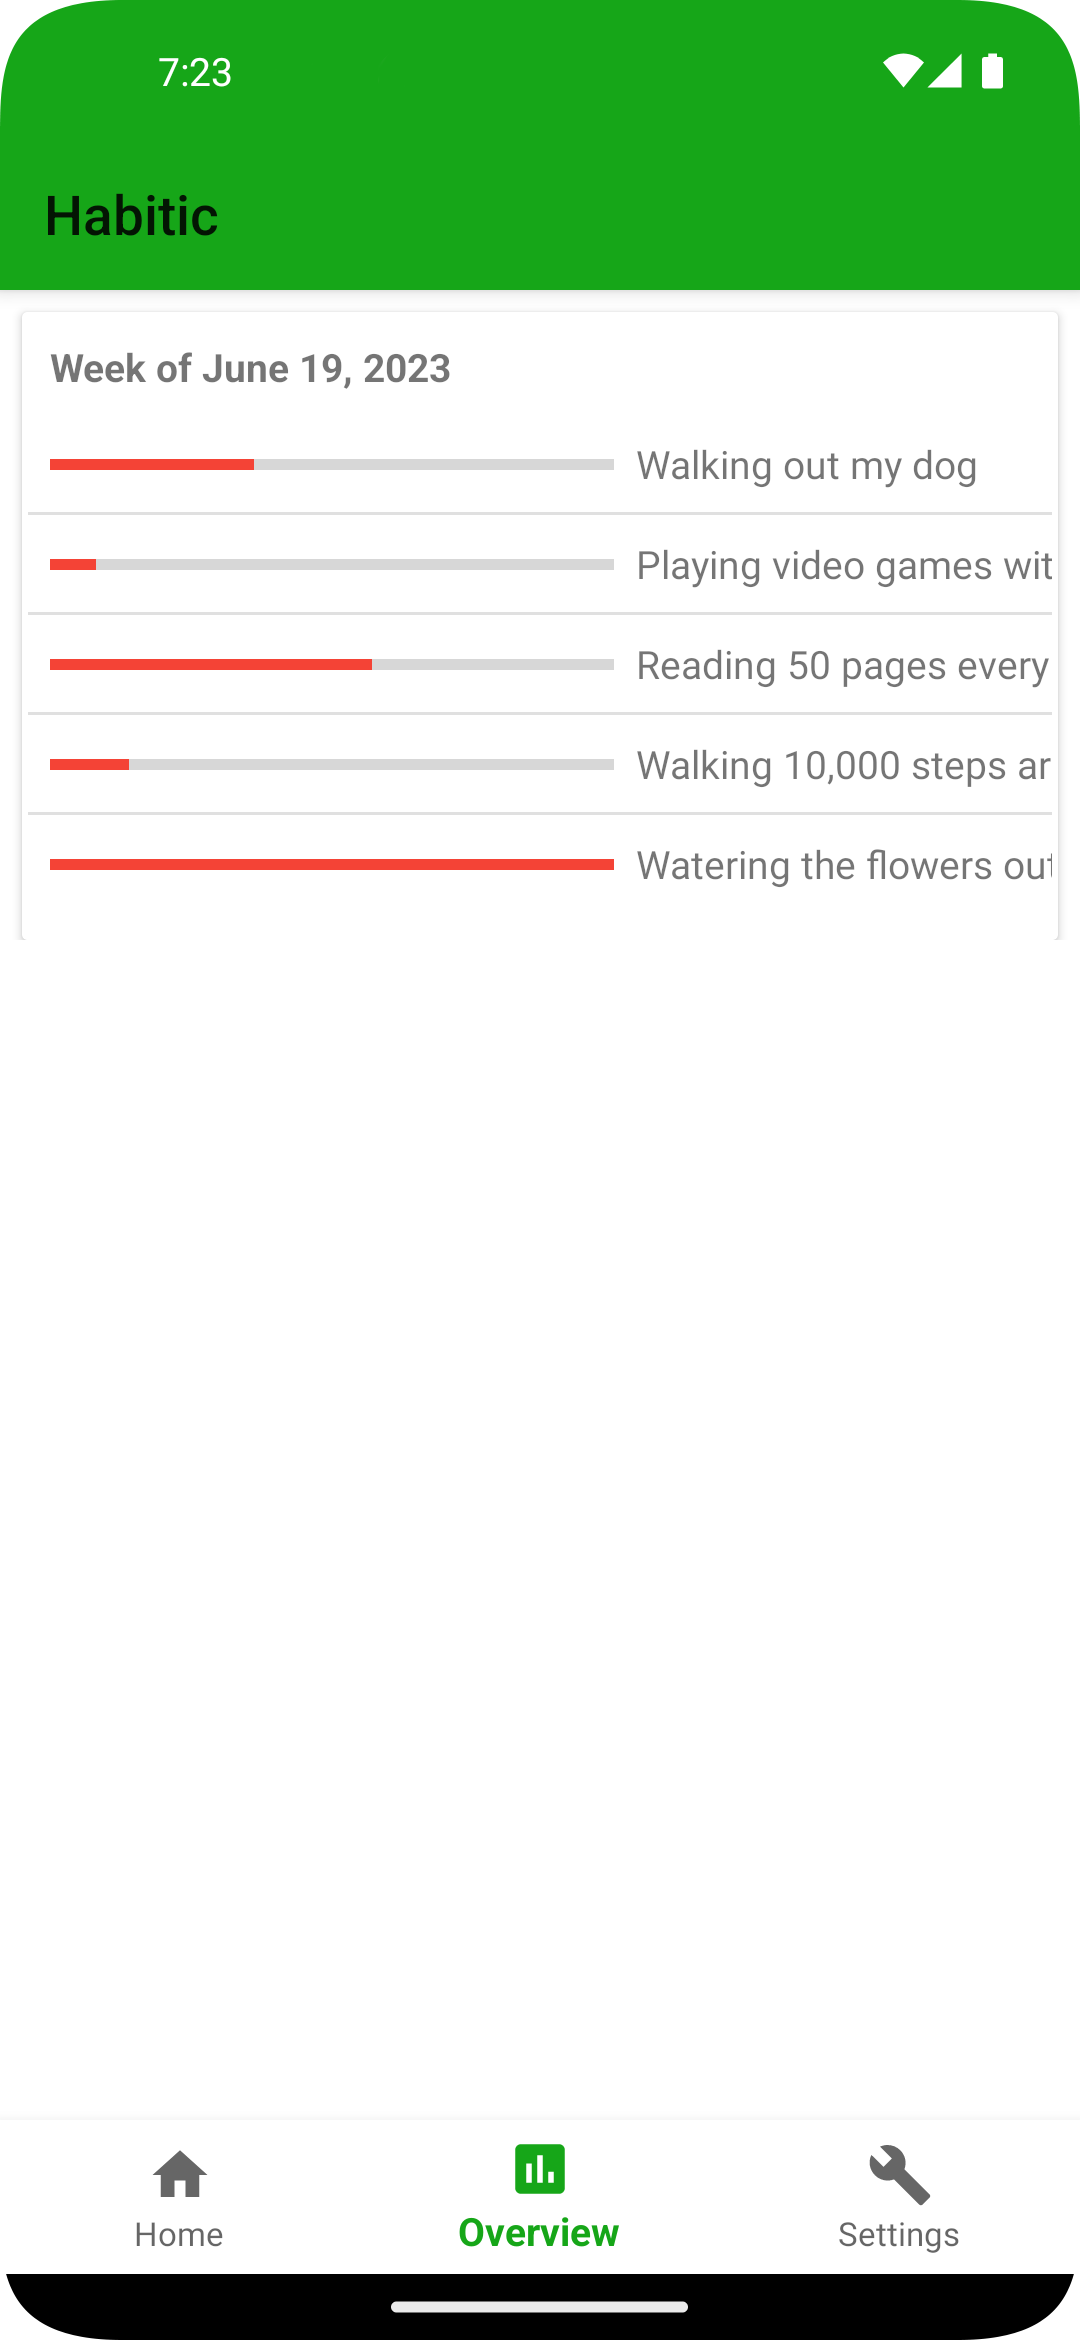 7:23
Habitic
Week of June 19, 2023
Walking out my dog
Playing video games wit
Reading 50 pages every
Walking 10,000 steps ar
Watering the flowers out
Home
Overview
Settings